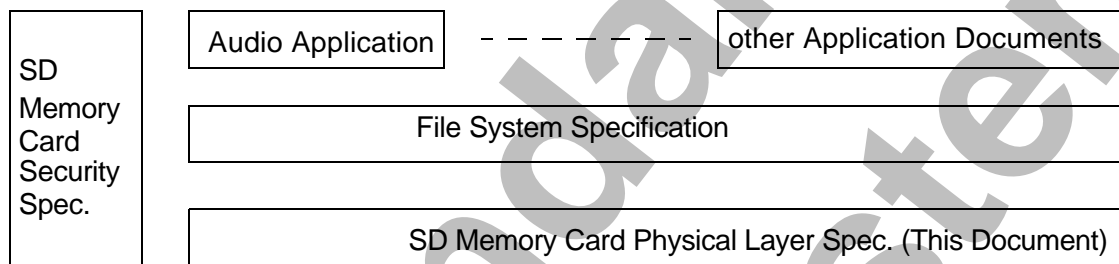 SD
Memory
Card
Security
Spec.
Audio Application
other Application Documents
File System Specification
SD Memory Card Physical Layer Spec. (This Document)